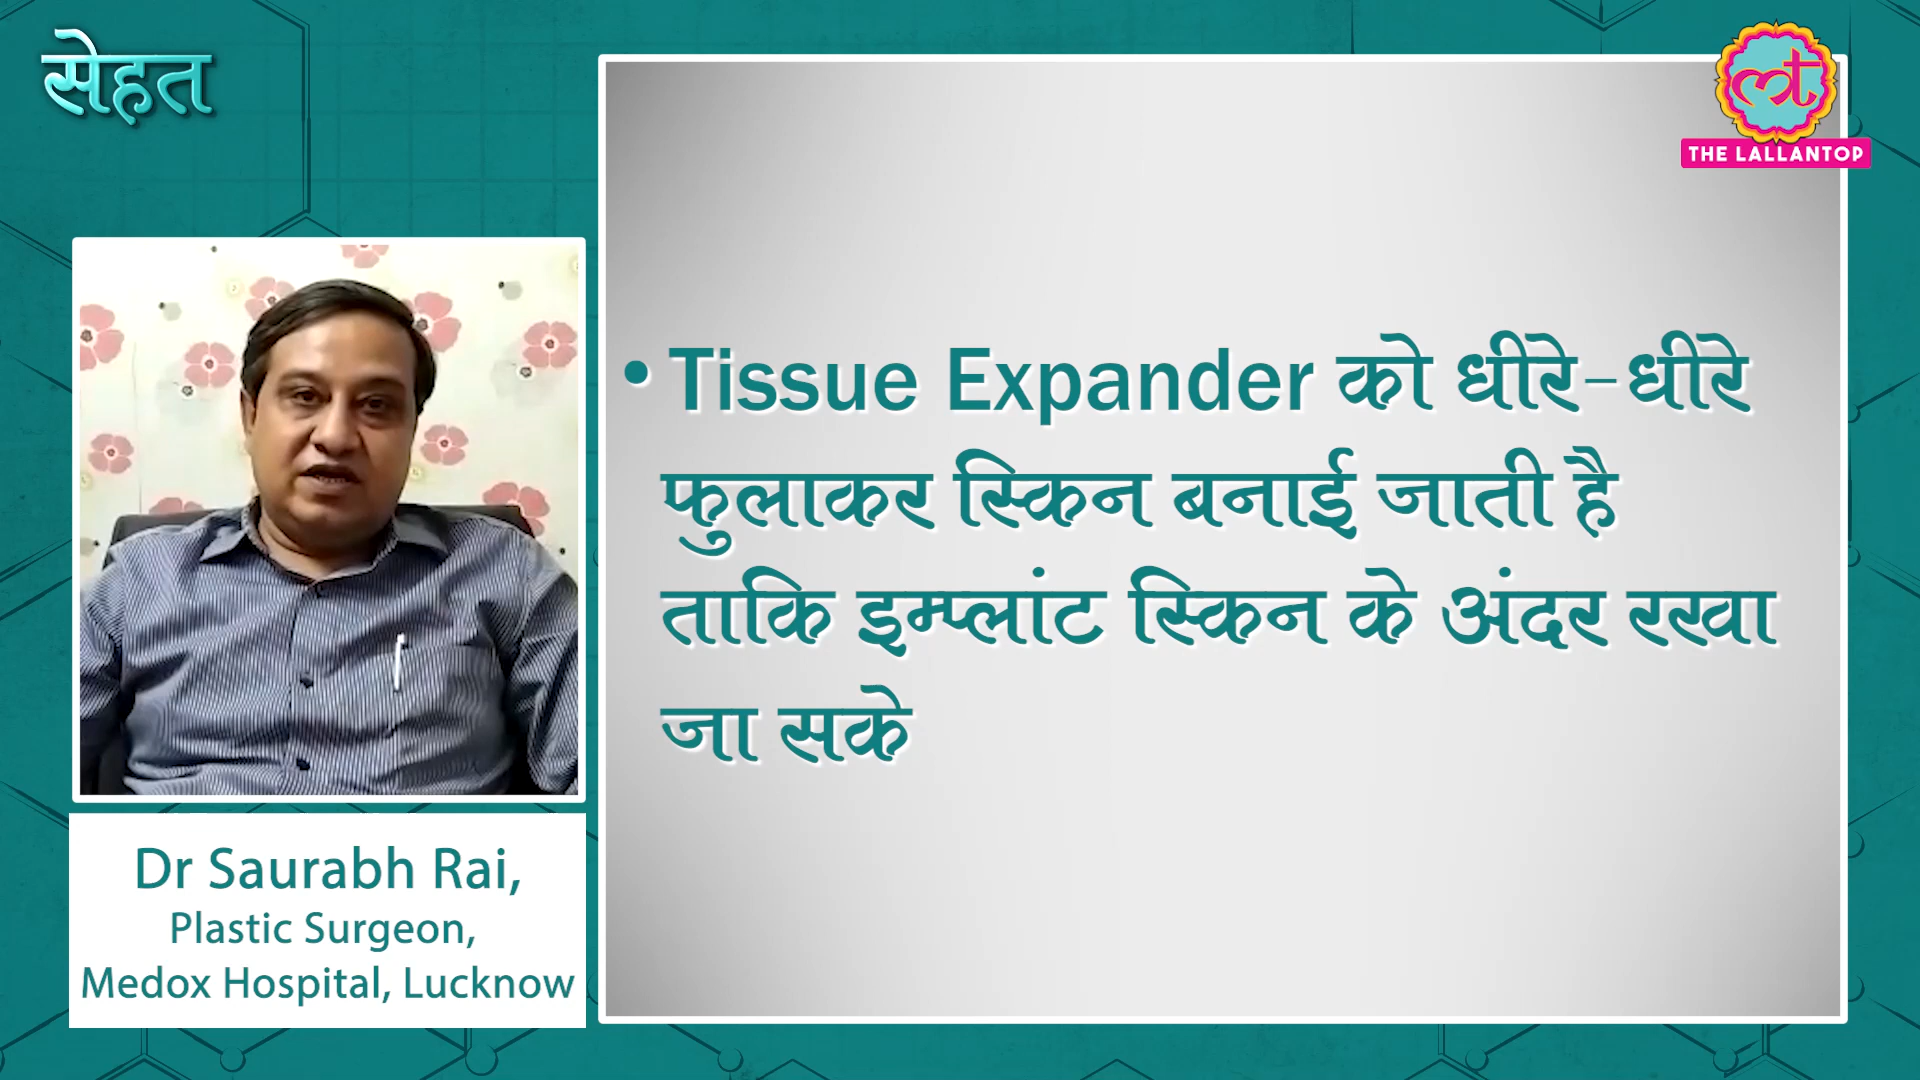 सेहत
THE LALLANTOP
• Tissue Expander को धीरे-धीरे
फुलाकर स्किन बनाई जाती है
ताकि इम्प्लांट स्किन के अंदर रखा
जा सके
Dr Saurabh Rai,
Plastic Surgeon,
Medox Hospital, Lucknow